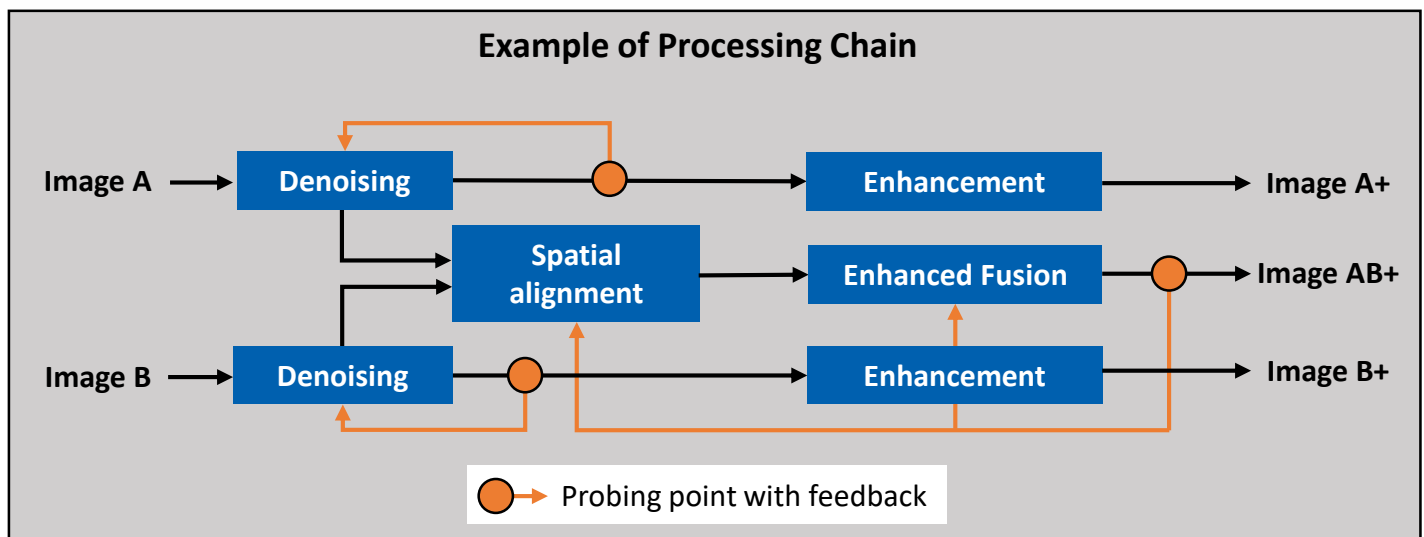 Example of Processing Chain
Image A
Denoising
Enhancement
Image A+
Spatial
alignment
Enhanced Fusion
Image AB+
Image B
Denoising
Enhancement
Image B+
Probing point with feedback